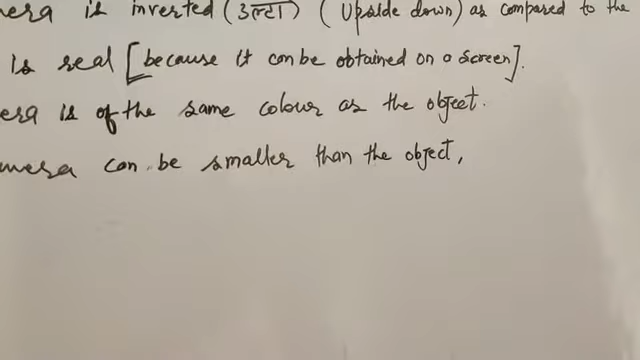 mera is inverted (उल्टा) (Upside down) as compared to the
is real [because it can be obtained on a screen].
era is of the same colour as the object.
mera can be smaller than the object,